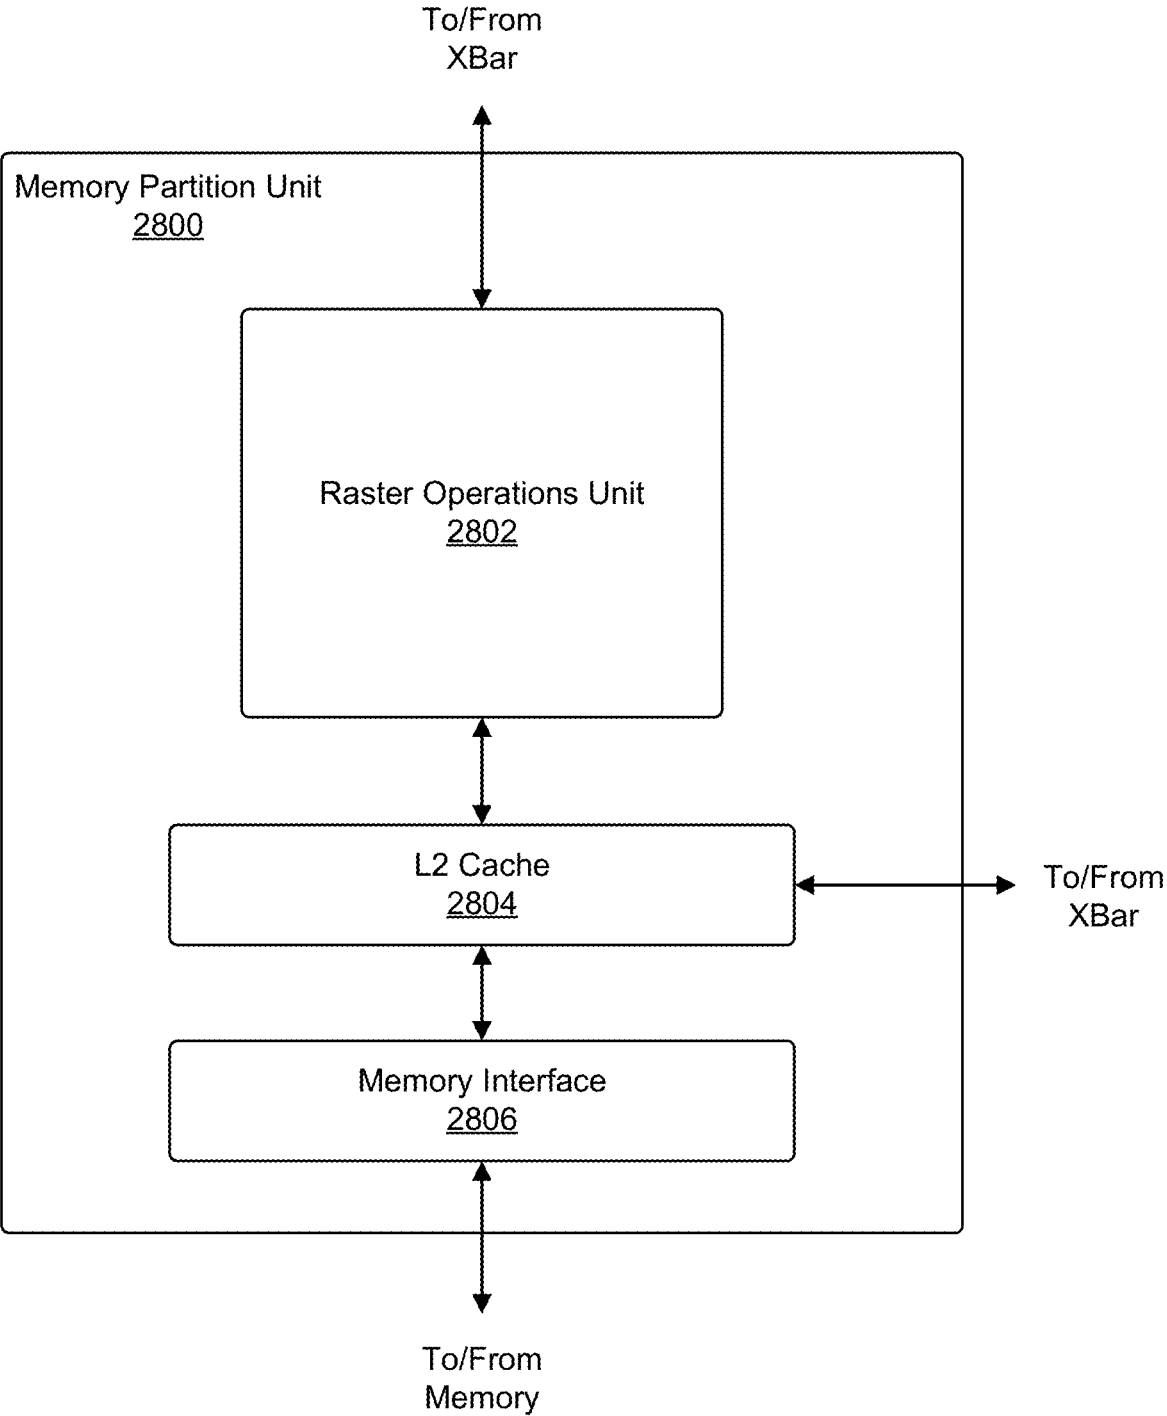 To/From
XBar
Memory Partition Unit
2800
Raster Operations Unit
2802
L2 Cache
2804
To/From
XBar
Memory Interface
2806
To/From
Memory